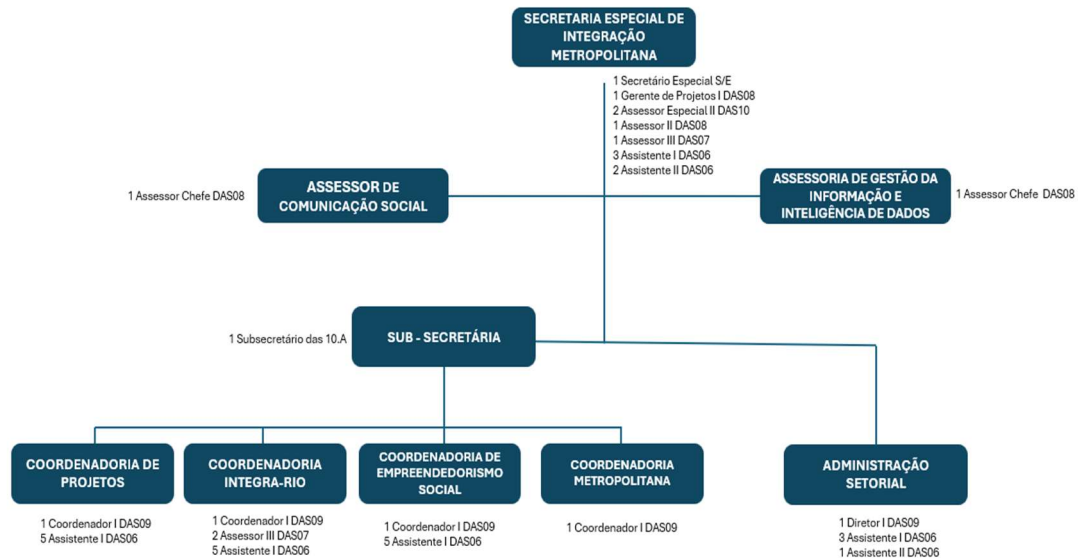 SECRETARIA ESPECIAL DE
INTEGRAÇÃO
METROPOLITANA
1 Secretário Especial S/E
1 Gerente de Projetos I DAS08
2 Assessor Especial II DAS10
1 Assessor II DAS08
1 Assessor III DAS07
3 Assistente I DAS06
2 Assistente II DAS06
1 Assessor Chefe DAS08
ASSESSOR DE
COMUNICAÇÃO SOCIAL
ASSESSORIA DE GESTÃO DA
INFORMAÇÃO E
INTELIGÊNCIA DE DADOS
1 Assessor Chefe DAS08
1 Subsecretário das 10.A
SUB - SECRETÁRIA
COORDENADORIA DE
PROJETOS
1 Coordenador I DAS09
5 Assistente I DAS06
COORDENADORIA
INTEGRA-RIO
1 Coordenador I DAS09
2 Assessor III DAS07
5 Assistente I DAS06
COORDENADORIA DE
EMPREENDEDORISMO
SOCIAL
1 Coordenador I DAS09
5 Assistente I DAS06
COORDENADORIA
METROPOLITANA
1 Coordenador I DAS09
ADMINISTRAÇÃO
SETORIAL
1 Diretor I DAS09
3 Assistente I DAS06
1 Assistente II DAS06